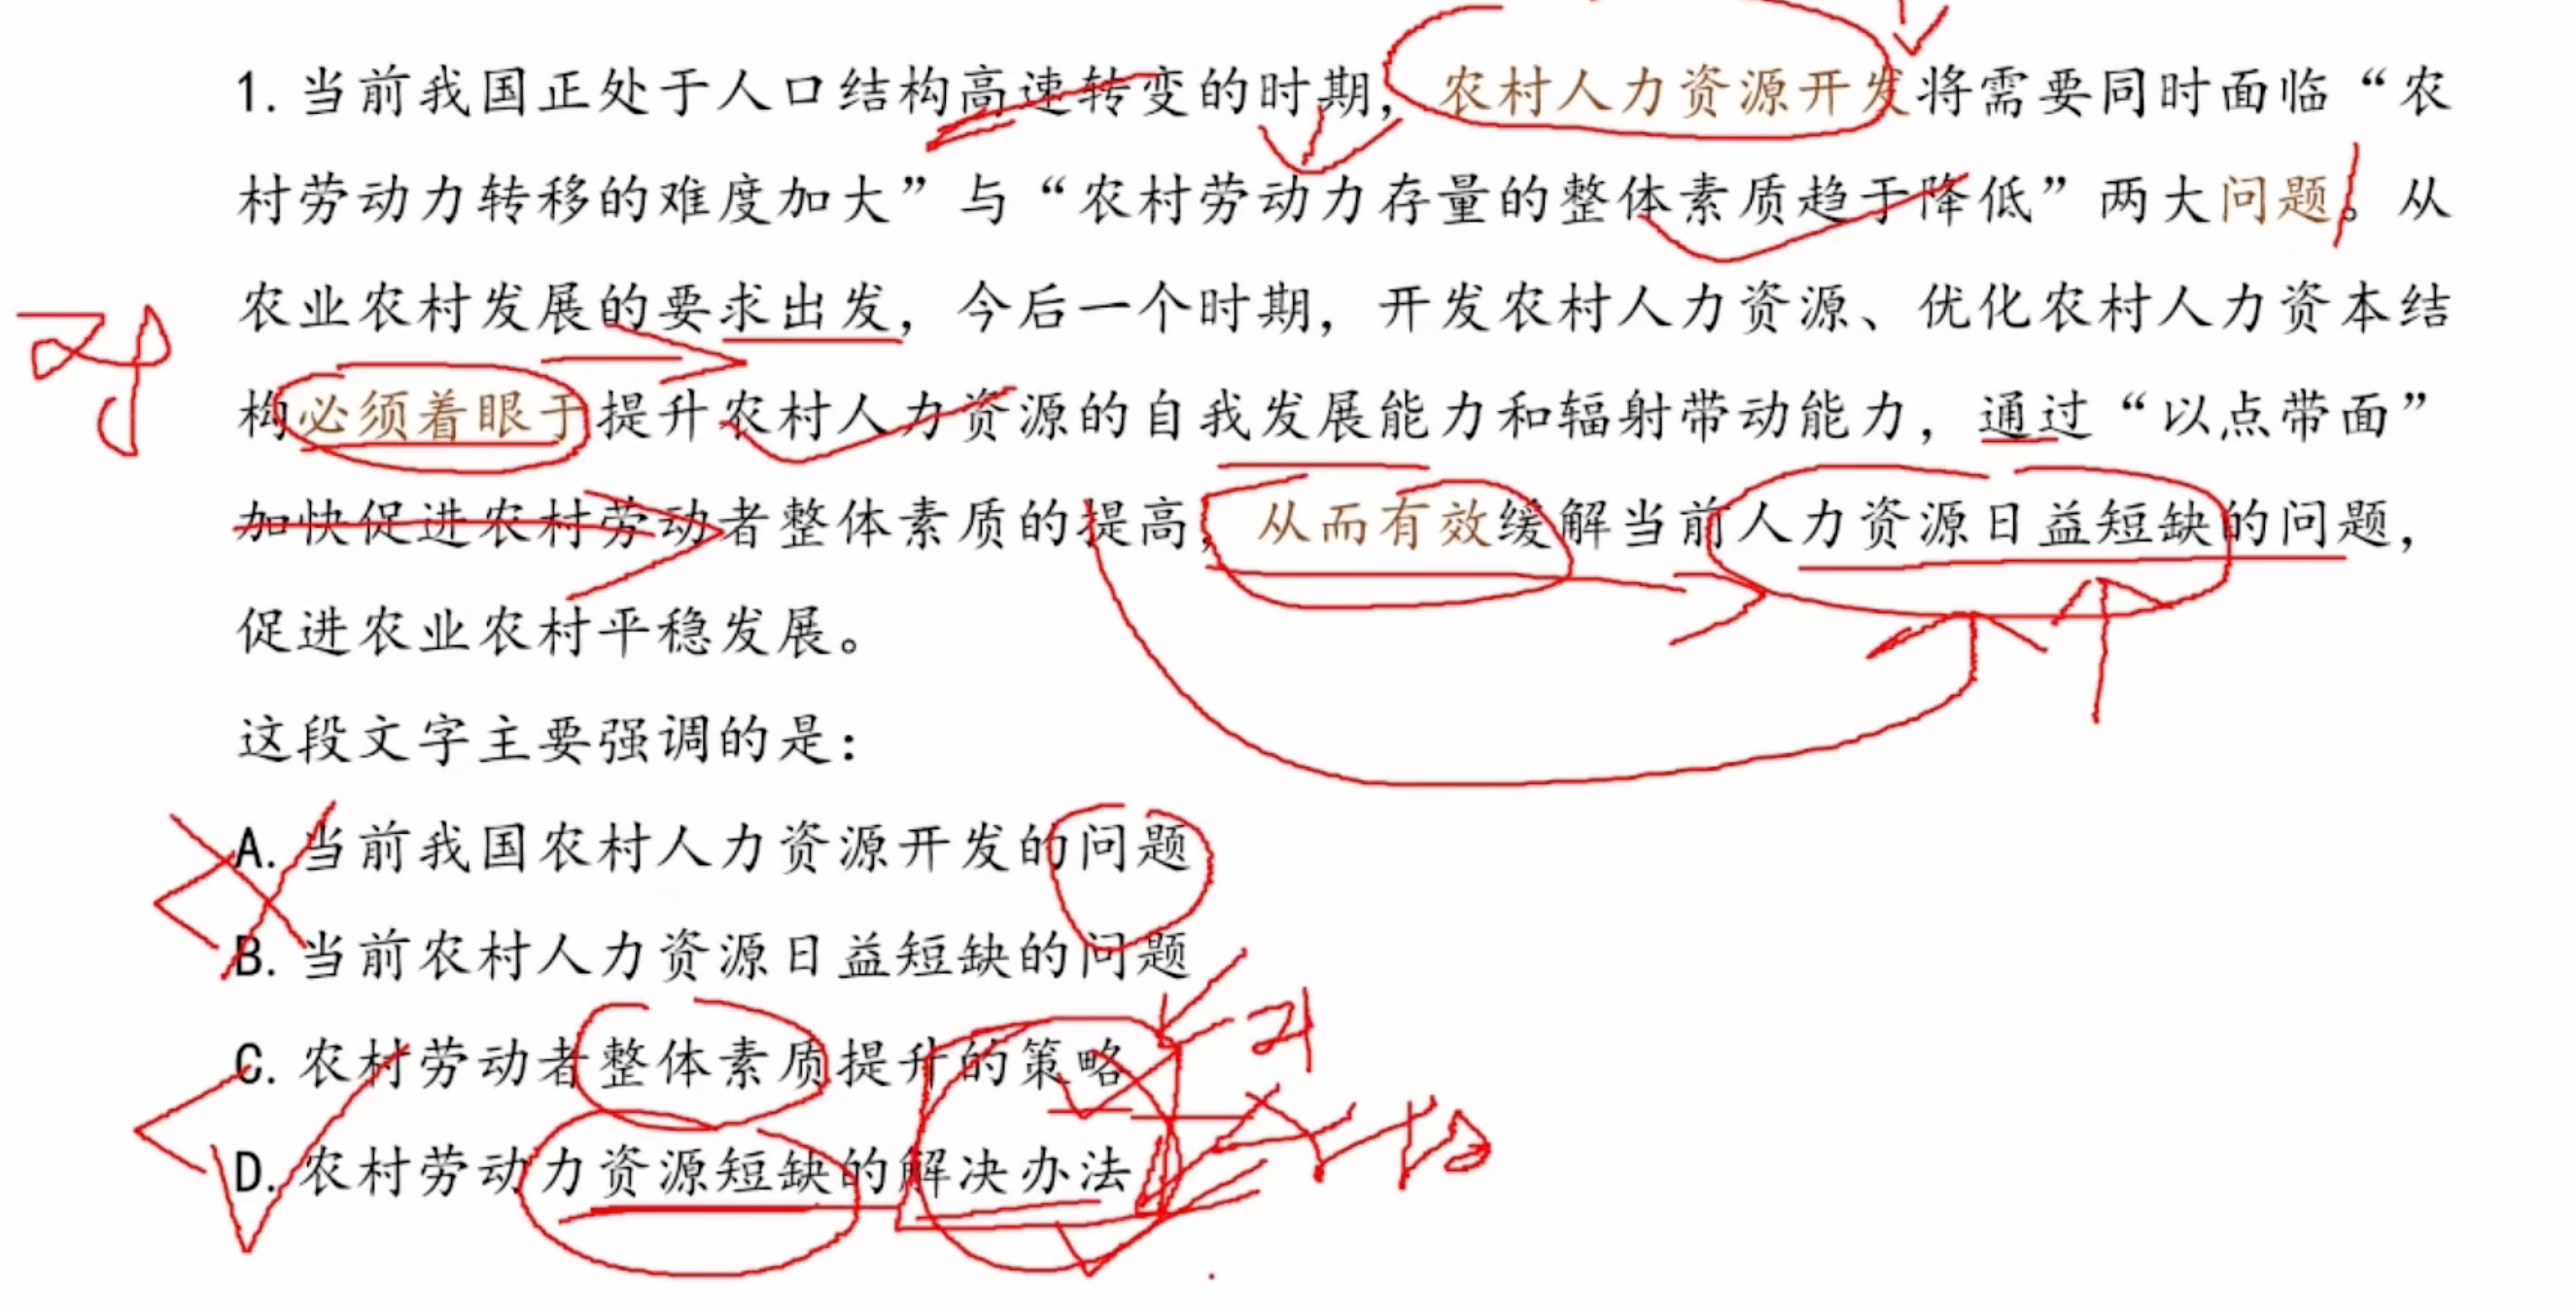 1. 当前我国正处于人口结构高速转变的时期，农村人力资源开发将需要同时面临“农
村劳动力转移的难度加大”与“农村劳动力存量的整体素质趋于降低”两大问题。从
农业农村发展的要求出发，今后一个时期，开发农村人力资源、优化农村人力资本结
构必须着眼于提升农村人力资源的自我发展能力和辐射带动能力，通过“以点带面”
加快促进农村劳动者整体素质的提高，从而有效缓解当前人力资源日益短缺的问题，
促进农业农村平稳发展。
这段文字主要强调的是：
A. 当前我国农村人力资源开发的问题
B. 当前农村人力资源日益短缺的问题
C. 农村劳动者整体素质提升的策略
D. 农村劳动力资源短缺的解决办法